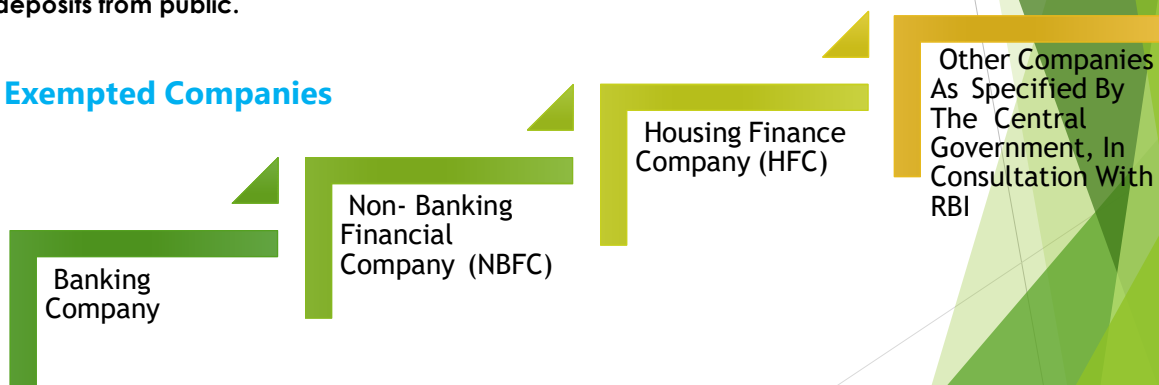 deposits from public.
Exempted Companies
Banking
Company
Non- Banking
Financial
Company (NBFC)
Housing Finance
Company (HFC)
Other Companies
As Specified By
The Central
Government, In
Consultation With
RBI